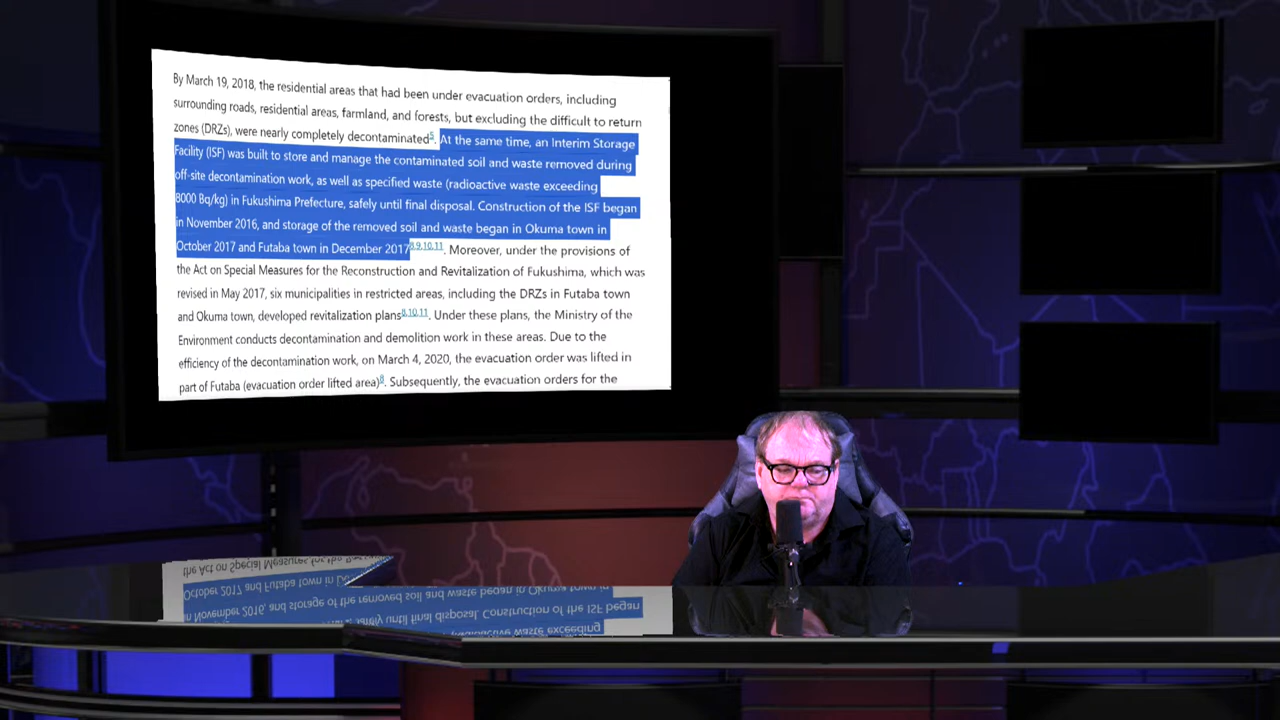 By March 19, 2018, the residential areas that had been under evacuation orders, including
surrounding roads, residential areas, farmland, and forests, but excluding the difficult to return
zones (DRZs), were nearly completely decontaminated5. At the same time, an Interim Storage
Facility (ISF) was built to store and manage the contaminated soil and waste removed during
off-site decontamination work, as well as specified waste (radioactive waste exceeding
8000 Bq/kg) in Fukushima Prefecture, safely until final disposal. Construction of the ISF began
in November 2016, and storage of the removed soil and waste began in Okuma town in
October 2017 and Futaba town in December 20178,9,10,11. Moreover, under the provisions of
the Act on Special Measures for the Reconstruction and Revitalization of Fukushima, which was
revised in May 2017, six municipalities in restricted areas, including the DRZs in Futaba town
and Okuma town, developed revitalization plans8,10,11. Under these plans, the Ministry of the
Environment conducts decontamination and demolition work in these areas. Due to the
efficiency of the decontamination work, on March 4, 2020, the evacuation order was lifted in
part of Futaba (evacuation order lifted area)8. Subsequently, the evacuation orders for the